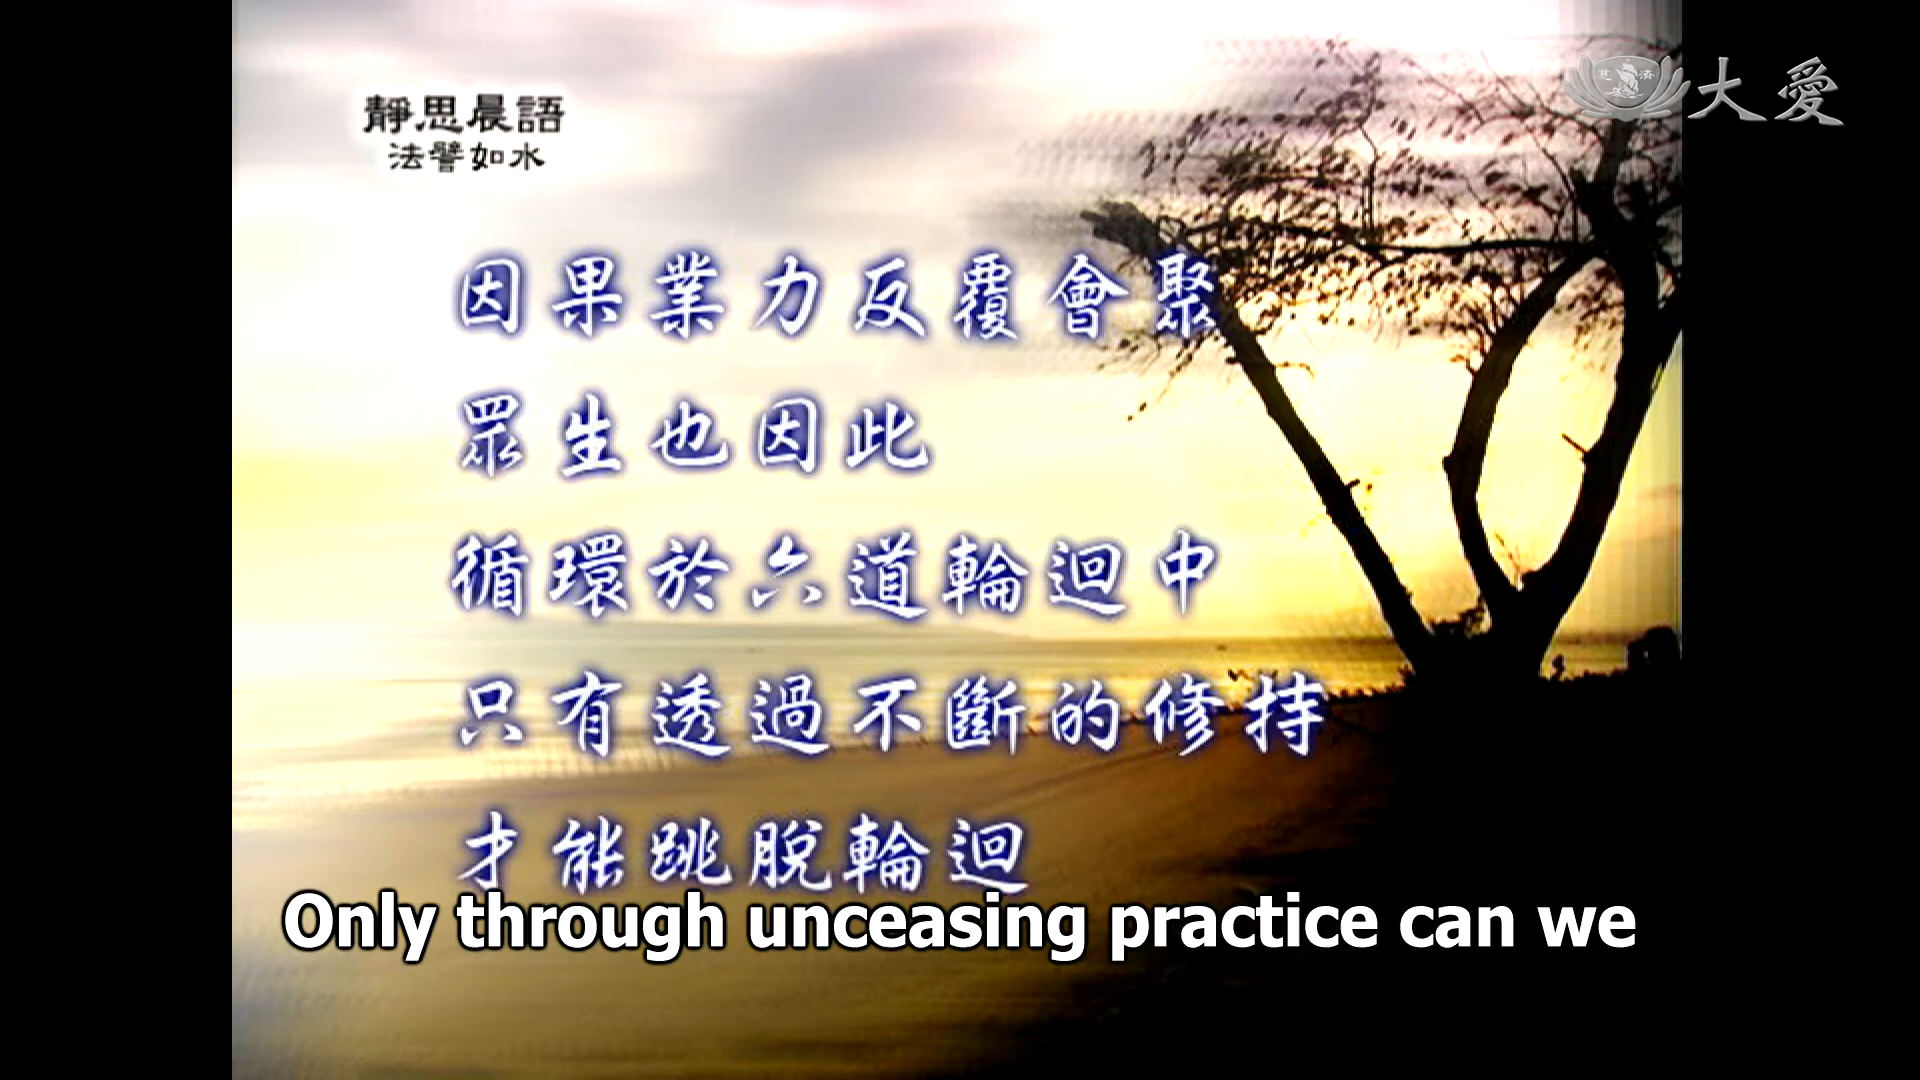 靜思晨語
法譬如水
慈濟
大愛
因果業力反覆會聚
眾生也因此
循環於六道輪迴中
只有透過不斷的修持
才能跳脫輪迴
Only through unceasing practice can we